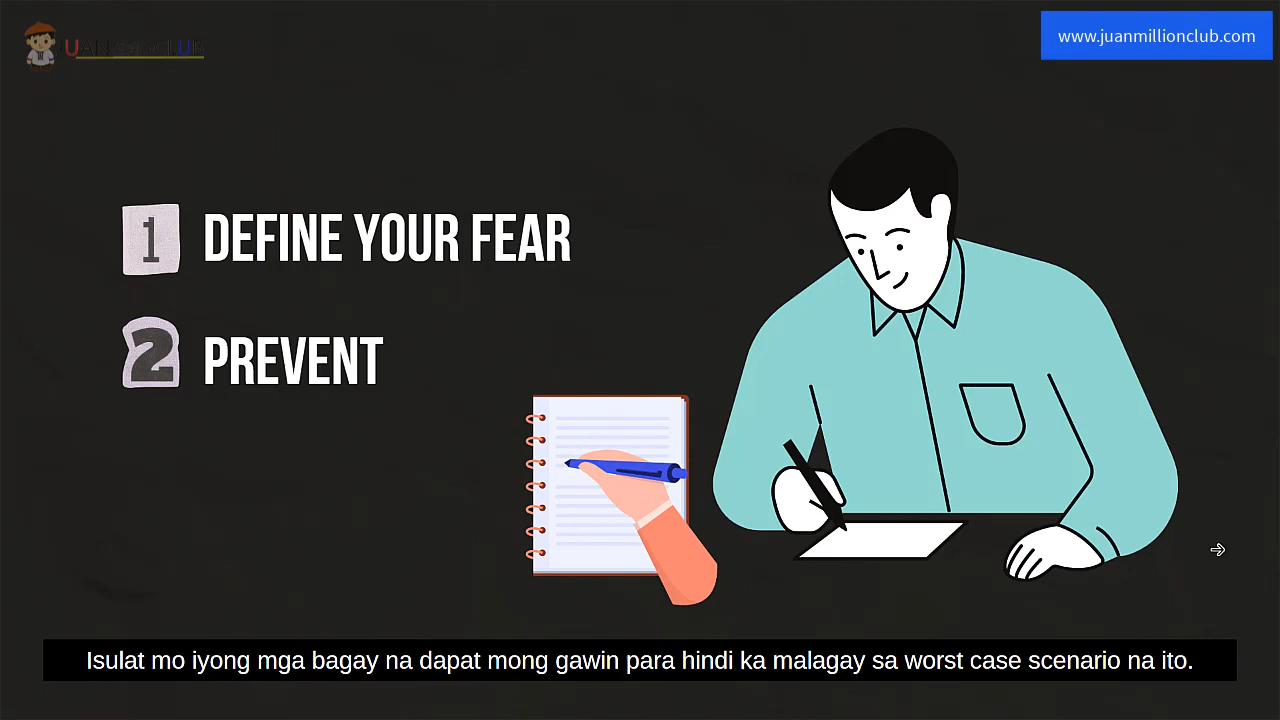 www.juanmillionclub.com
1 DEFINE YOUR FEAR
2 PREVENT
Isulat mo iyong mga bagay na dapat mong gawin para hindi ka malagay sa worst case scenario na ito.